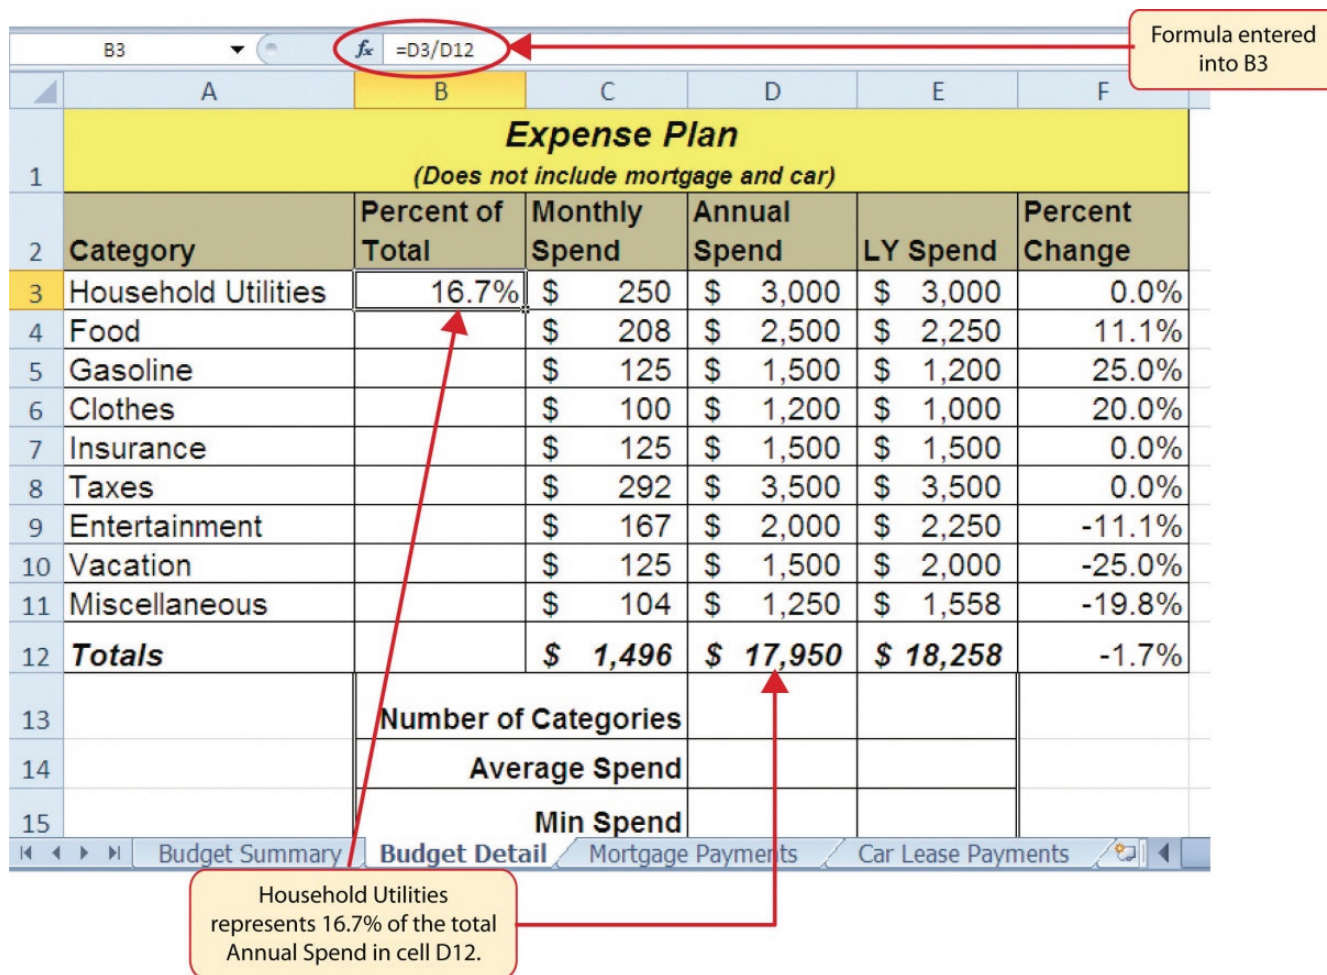 Formula entered
into B3
B3 fx =D3/D12
A B C D E F
1 Expense Plan
(Does not include mortgage and car)
2 Category Percent of Total Monthly Spend Annual Spend LY Spend Percent Change
3 Household Utilities 16.7% $ 250 $ 3,000 $ 3,000 0.0%
4 Food $ 208 $ 2,500 $ 2,250 11.1%
5 Gasoline $ 125 $ 1,500 $ 1,200 25.0%
6 Clothes $ 100 $ 1,200 $ 1,000 20.0%
7 Insurance $ 125 $ 1,500 $ 1,500 0.0%
8 Taxes $ 292 $ 3,500 $ 3,500 0.0%
9 Entertainment $ 167 $ 2,000 $ 2,250 -11.1%
10 Vacation $ 125 $ 1,500 $ 2,000 -25.0%
11 Miscellaneous $ 104 $ 1,250 $ 1,558 -19.8%
12 Totals $ 1,496 $ 17,950 $ 18,258 -1.7%
13 Number of Categories
14 Average Spend
15 Min Spend
Budget Summary Budget Detail Mortgage Payments Car Lease Payments
Household Utilities
represents 16.7% of the total
Annual Spend in cell D12.